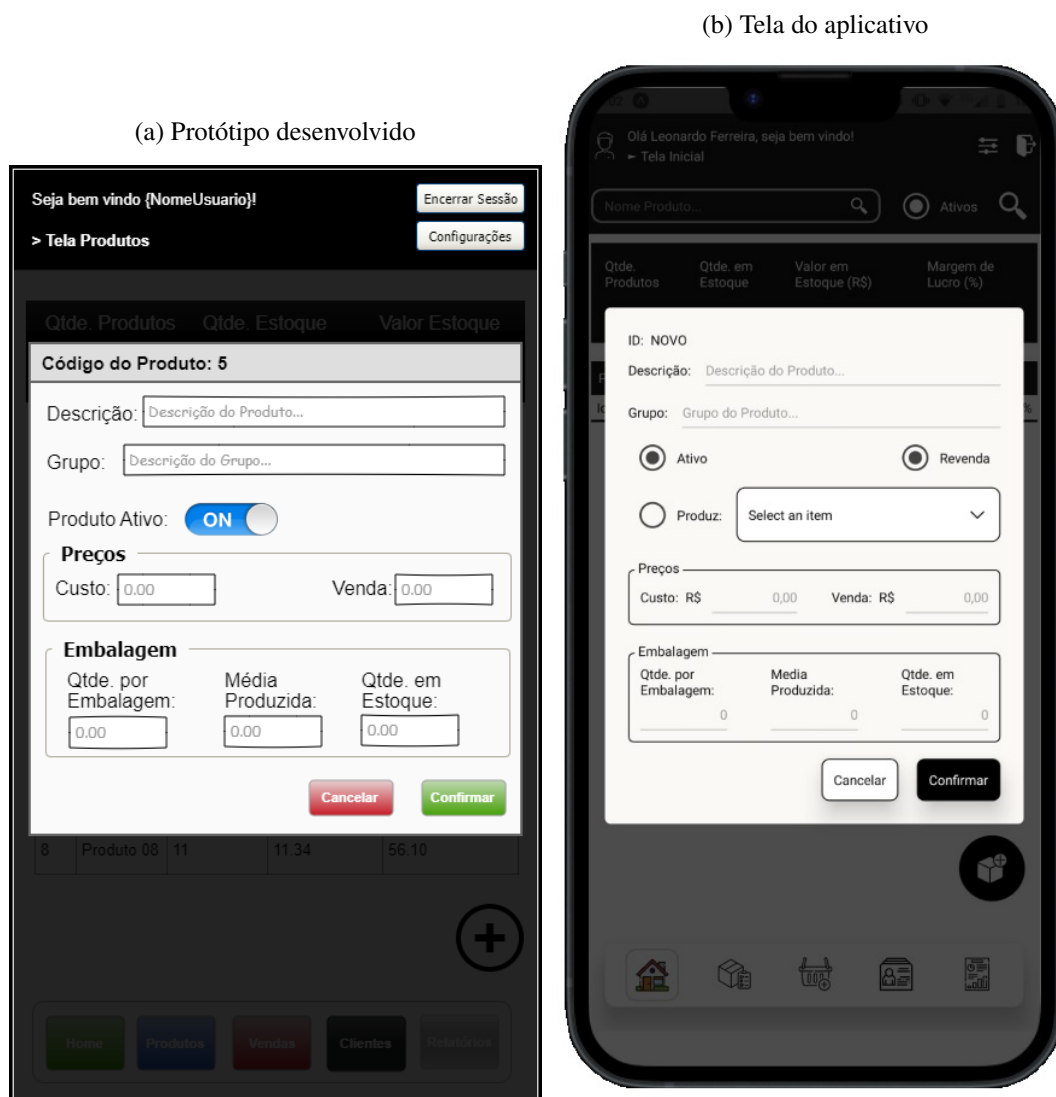 (b) Tela do aplicativo
(a) Protótipo desenvolvido
Seja bem vindo {NomeUsuario}!
Encerrar Sessão
> Tela Produtos
Configurações
Qtde. Produtos Qtde. Estoque Valor Estoque
Código do Produto: 5
Descrição: Descrição do Produto...
Grupo: Descrição do Grupo...
Produto Ativo: ON
Preços
Custo: 0.00 Venda: 0.00
Embalagem
Qtde. por Média Qtde. em
Embalagem: Produzida: Estoque:
0.00 0.00 0.00
Cancelar Confirmar
8 Produto 08 11 11.34 56.10
Home Produtos Vendas Clientes Relatórios
Olá Leonardo Ferreira, seja bem vindo!
► Tela Inicial
Nome Produto... Ativos
Qtde. Qtde. em Valor em Margem de
Produtos Estoque Estoque (R$) Lucro (%)
ID: NOVO
Descrição: Descrição do Produto...
Grupo: Grupo do Produto...
Ativo Revenda
Produz: Select an item
Preços
Custo: R$ 0,00 Venda: R$ 0,00
Embalagem
Qtde. por Media Qtde. em
Embalagem: Produzida: Estoque:
0 0 0
Cancelar Confirmar